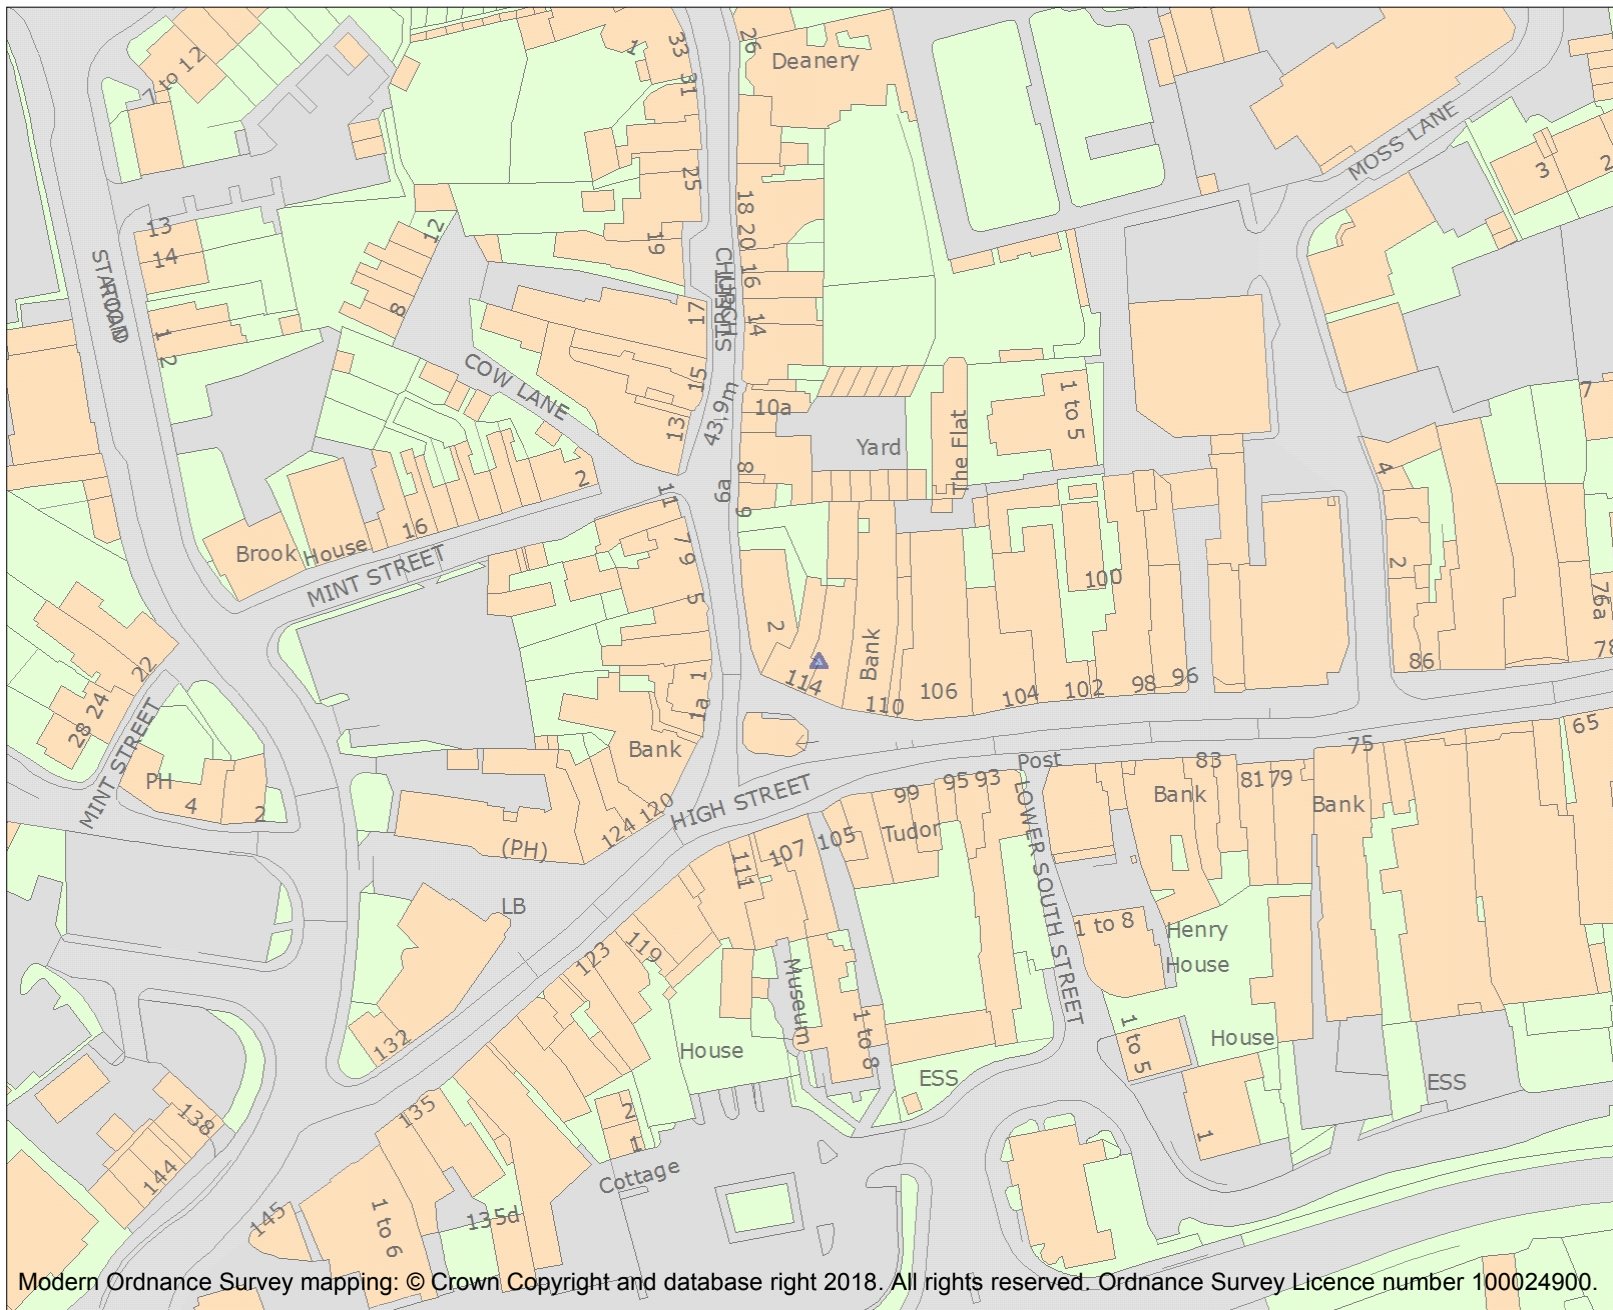 7 to 12
1
33
31
26
Deanery
MOSS LANE
3
2
13
14
12
25
19
18 20
16
14
STATION
ROAD
CHURCH
STREET
8
17
1
2
COW LANE
15
13
43.9m
10a
Yard
The Flat
1 to 5
7
4
2
11
6a
8
6
16
Brook House
MINT STREET
7 9
5
2
114
Bank
110
106
104
100
102
98
96
2
86
76a
78
22
28 24
MINT STREET
PH
4
2
1
1a
Bank
124 120
(PH)
HIGH STREET
Post
99
95 93
Tudor
107
105
111
LOWER SOUTH STREET
83
Bank
81 79
75
Bank
65
LB
123
119
Museum
1 to 8
1 to 8
Henry
House
132
House
ESS
1 to 5
House
ESS
138
144
135
2
1
Cottage
1
145
1 to 6
135d
Modern Ordnance Survey mapping: © Crown Copyright and database right 2018. All rights reserved. Ordnance Survey Licence number 100024900.